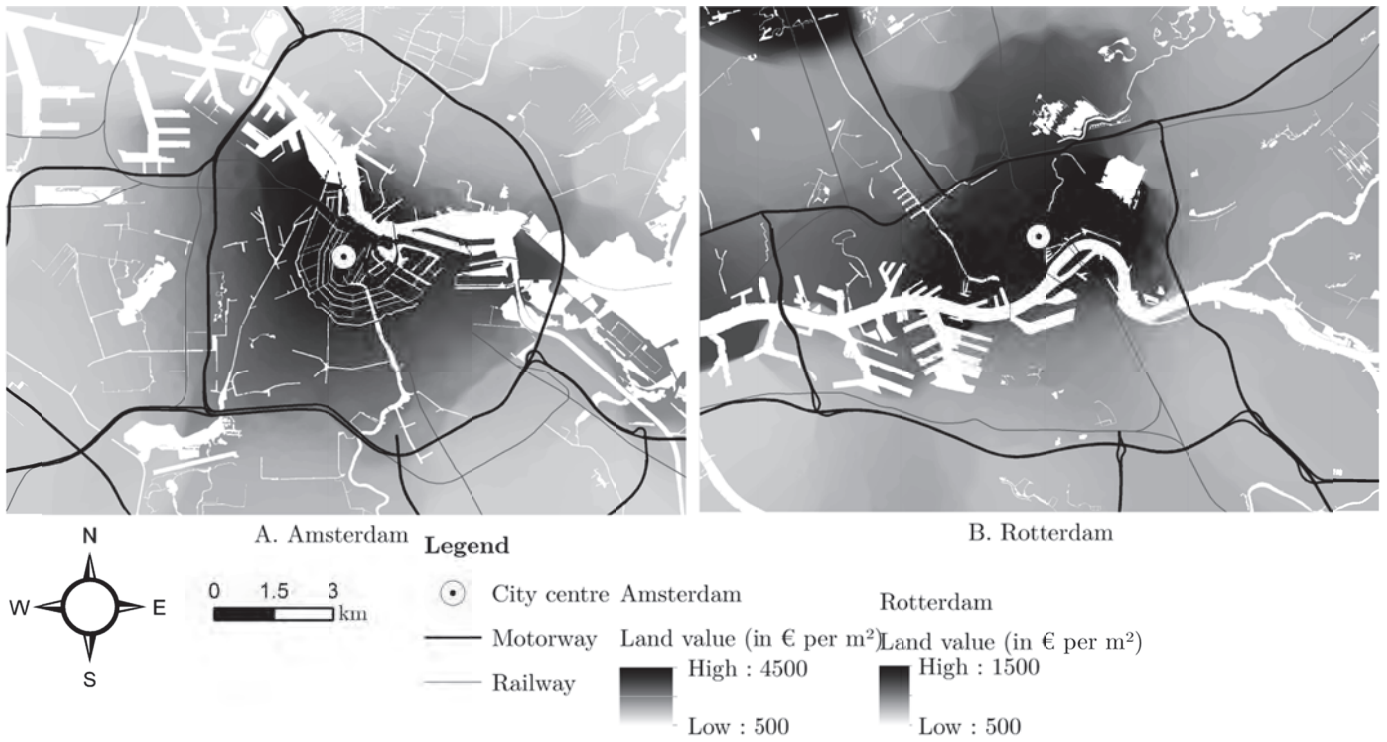 A. Amsterdam
B. Rotterdam
N
W
E
S
0 1.5 3
km
Legend
City centre
Motorway
Railway
Amsterdam
Land value (in € per m²)
High : 4500
Low : 500
Rotterdam
Land value (in € per m²)
High : 1500
Low : 500